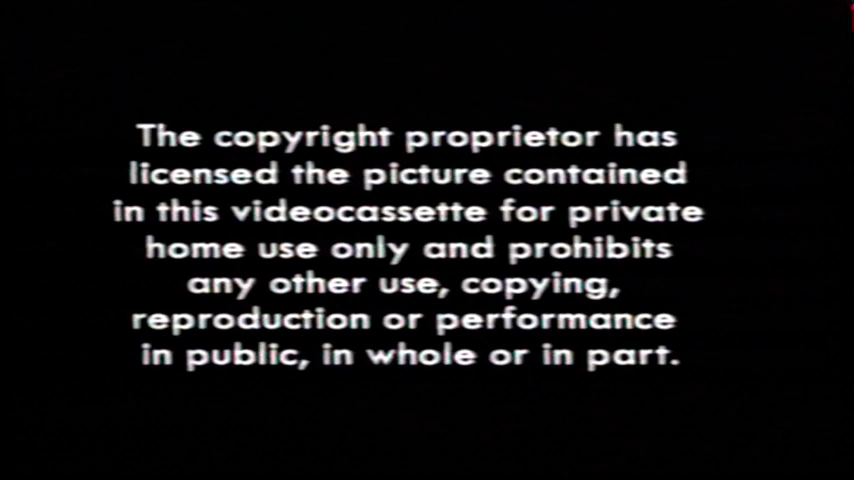 The copyright proprietor has
licensed the picture contained
in this videocassette for private
home use only and prohibits
any other use, copying,
reproduction or performance
in public, in whole or in part.